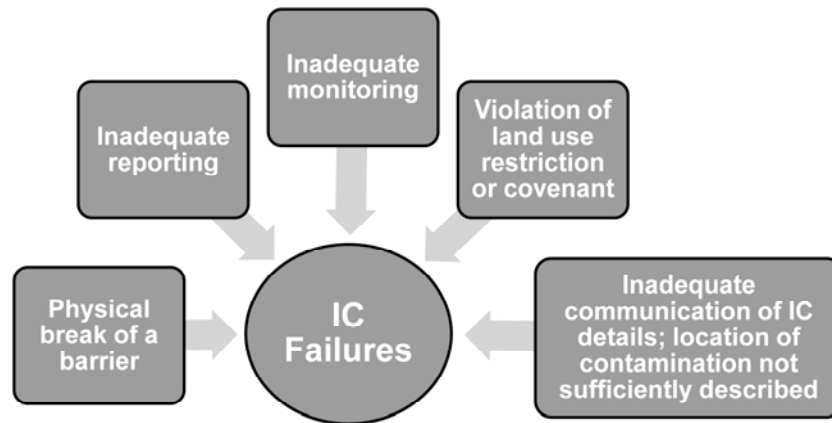 Inadequate
monitoring
Inadequate
reporting
Violation of
land use
restriction
or covenant
Physical
break of a
barrier
IC
Failures
Inadequate
communication of IC
details; location of
contamination not
sufficiently described